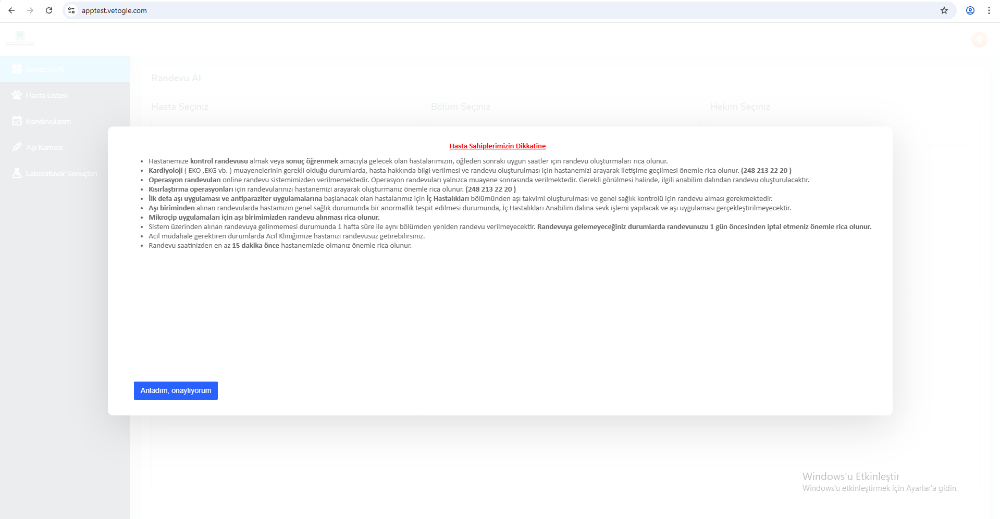 apptest.vetogle.com
Randevu Al
Randevu Al
Hasta Listesi
Hasta Seçiniz
Bölüm Seçiniz
Hekim Seçiniz
Randevularım
Aşı Karnesi
Laboratuvar Sonuçları
Hasta Sahiplerimizin Dikkatine
• Hastanemize kontrol randevusu almak veya sonuç öğrenmek amacıyla gelecek olan hastalarımızın, öğleden sonraki uygun saatler için randevu oluşturmaları rica olunur.
• Kardiyoloji ( EKO ,EKG vb. ) muayenelerinin gerekli olduğu durumlarda, hasta hakkında bilgi verilmesi ve randevu oluşturulması için hastanemizi arayarak iletişime geçilmesi önemle rica olunur. (248 213 22 20 )
• Operasyon randevuları online randevu sistemimizden verilmemektedir. Operasyon randevuları yalnızca muayene sonrasında verilmektedir. Gerekli görülmesi halinde, ilgili anabilim dalından randevu oluşturulacaktır.
• Kısırlaştırma operasyonları için randevularınızı hastanemizi arayarak oluşturmanız önemle rica olunur. (248 213 22 20 )
• İlk defa aşı uygulaması ve antiparaziter uygulamalarına başlanacak olan hastalarımız için İç Hastalıkları bölümünden aşı takvimi oluşturulması ve genel sağlık kontrolü için randevu alması gerekmektedir.
• Aşı biriminden alınan randevularda hastamızın genel sağlık durumunda bir anormallik tespit edilmesi durumunda, İç Hastalıkları Anabilim dalına sevk işlemi yapılacak ve aşı uygulaması gerçekleştirilmeyecektir.
• Mikroçip uygulamaları için aşı birimimizden randevu alınması rica olunur.
• Sistem üzerinden alınan randevuya gelinmemesi durumunda 1 hafta süre ile aynı bölümden yeniden randevu verilmeyecektir. Randevuya gelemeyeceğiniz durumlarda randevunuzu 1 gün öncesinden iptal etmeniz önemle rica olunur.
• Acil müdahale gerektiren durumlarda Acil Kliniğimize hastanızı randevusuz getirebilirsiniz.
• Randevu saatinizden en az 15 dakika önce hastanemizde olmanız önemle rica olunur.
Anladım, onaylıyorum
Windows'u Etkinleştir
Windows'u etkinleştirmek için Ayarlar'a gidin.